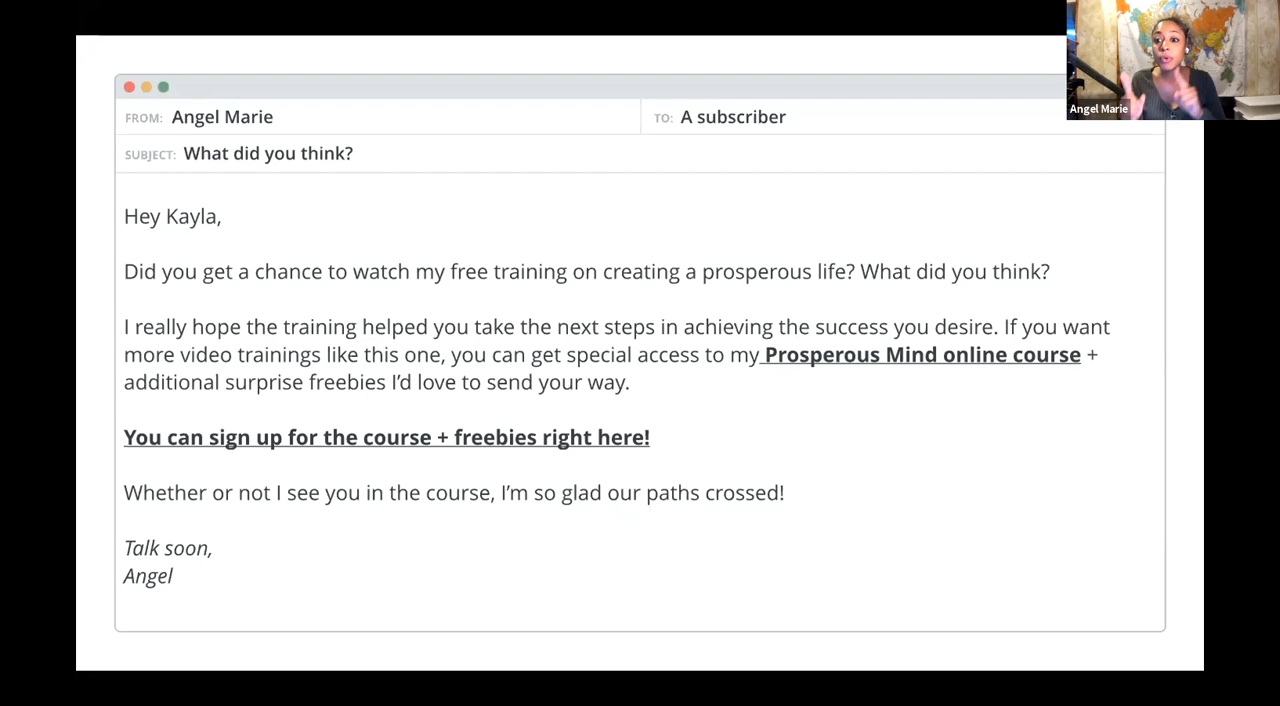 FROM: Angel Marie
TO: A subscriber
Angel Marie
SUBJECT: What did you think?
Hey Kayla,
Did you get a chance to watch my free training on creating a prosperous life? What did you think?
I really hope the training helped you take the next steps in achieving the success you desire. If you want
more video trainings like this one, you can get special access to my Prosperous Mind online course +
additional surprise freebies I’d love to send your way.
You can sign up for the course + freebies right here!
Whether or not I see you in the course, I’m so glad our paths crossed!
Talk soon,
Angel